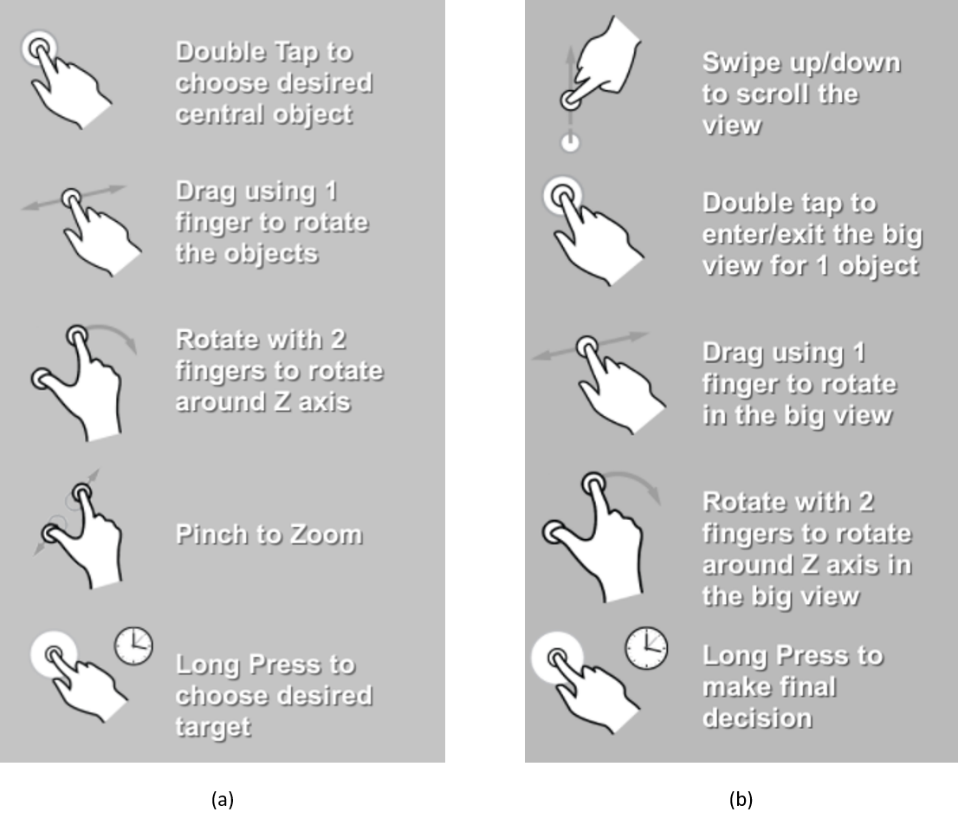 Double Tap to
choose desired
central object
Drag using 1
finger to rotate
the objects
Rotate with 2
fingers to rotate
around Z axis
Pinch to Zoom
Long Press to
choose desired
target
(a)
Swipe up/down
to scroll the
view
Double tap to
enter/exit the big
view for 1 object
Drag using 1
finger to rotate
in the big view
Rotate with 2
fingers to rotate
around Z axis in
the big view
Long Press to
make final
decision
(b)